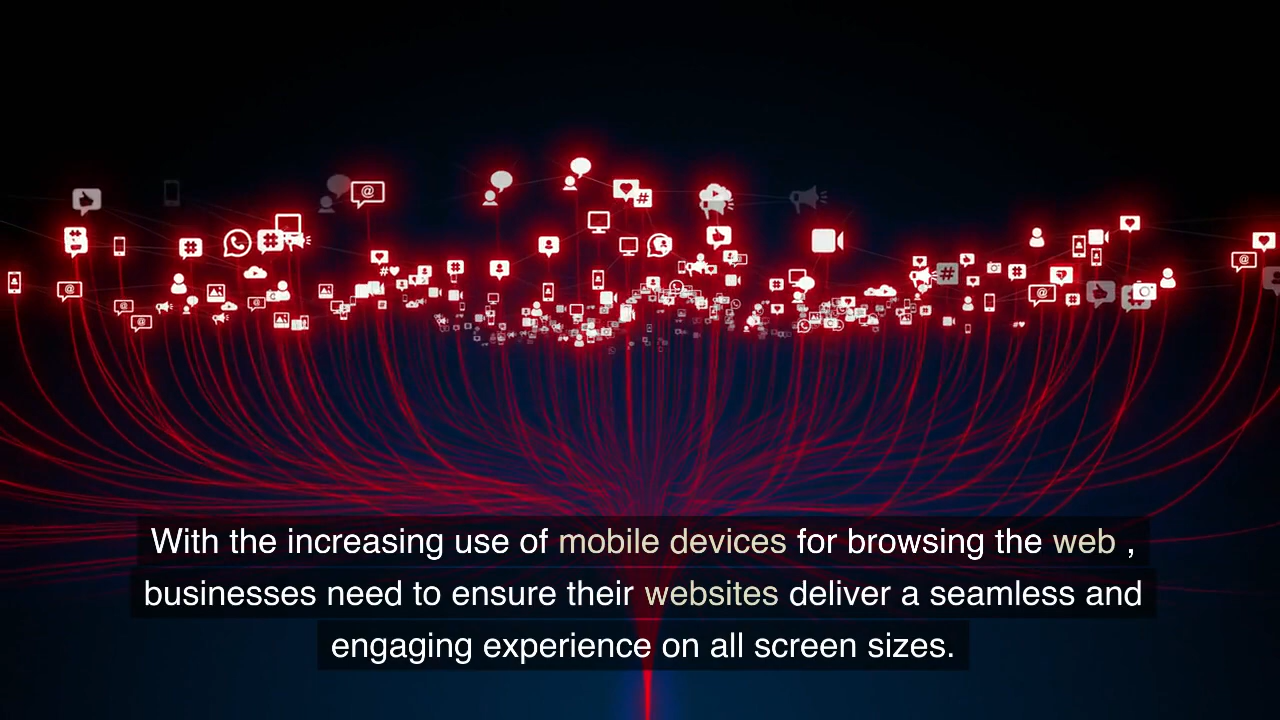 With the increasing use of mobile devices for browsing the web ,
businesses need to ensure their websites deliver a seamless and
engaging experience on all screen sizes.